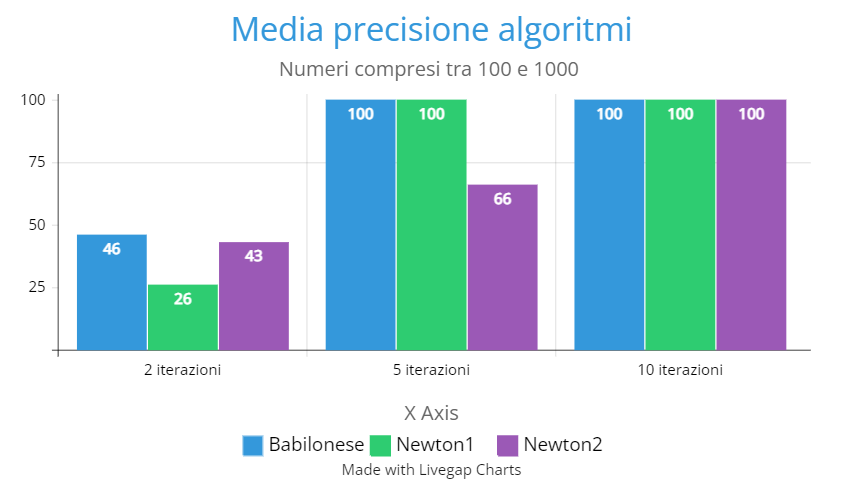 Media precisione algoritmi
Numeri compresi tra 100 e 1000
100
75
50
25
46
26
43
100
100
66
100
100
100
2 iterazioni
5 iterazioni
10 iterazioni
X Axis
Babilonese Newton1 Newton2
Made with Livegap Charts